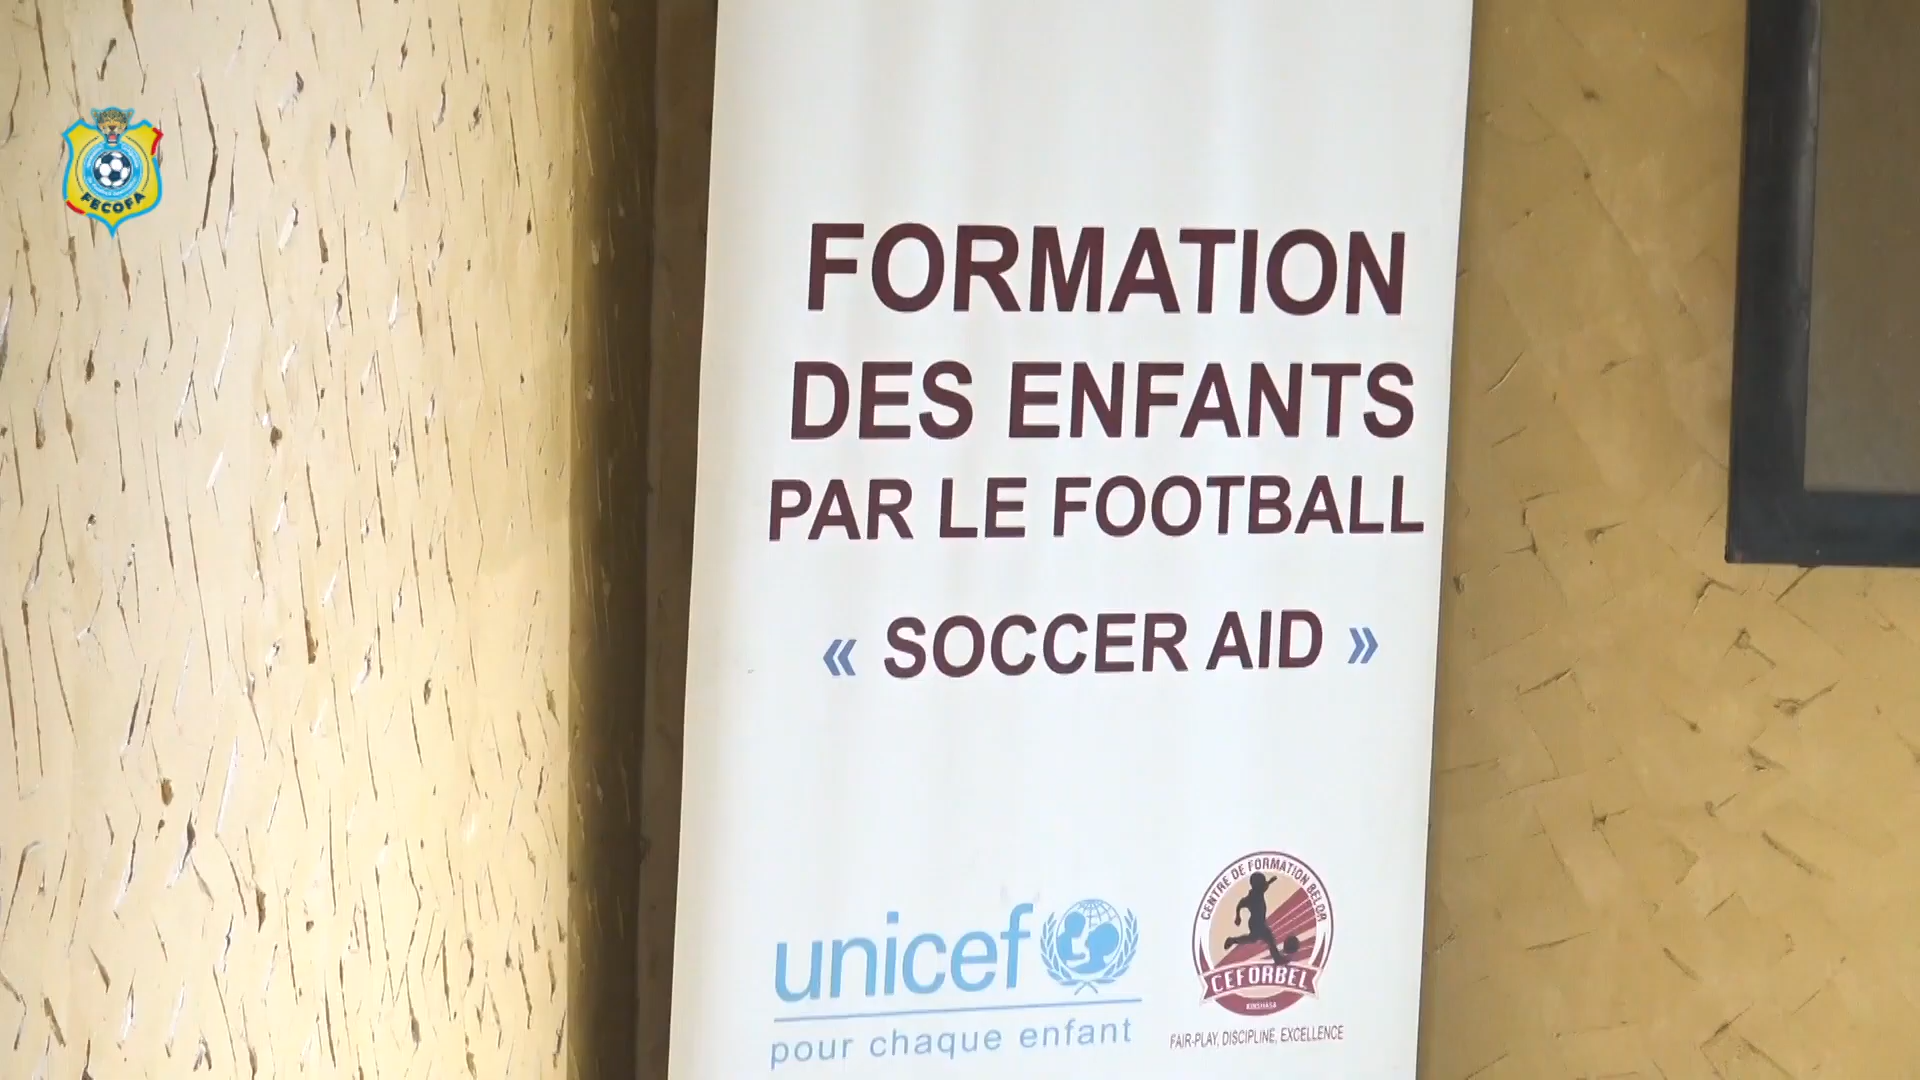 FECOFA
FORMATION
DES ENFANTS
PAR LE FOOTBALL
« SOCCER AID »
unicef
pour chaque enfant
CENTRE DE FORMATION BELOR
CEFORBEL
KINSHASA
FAIR-PLAY, DISCIPLINE, EXCELLENCE